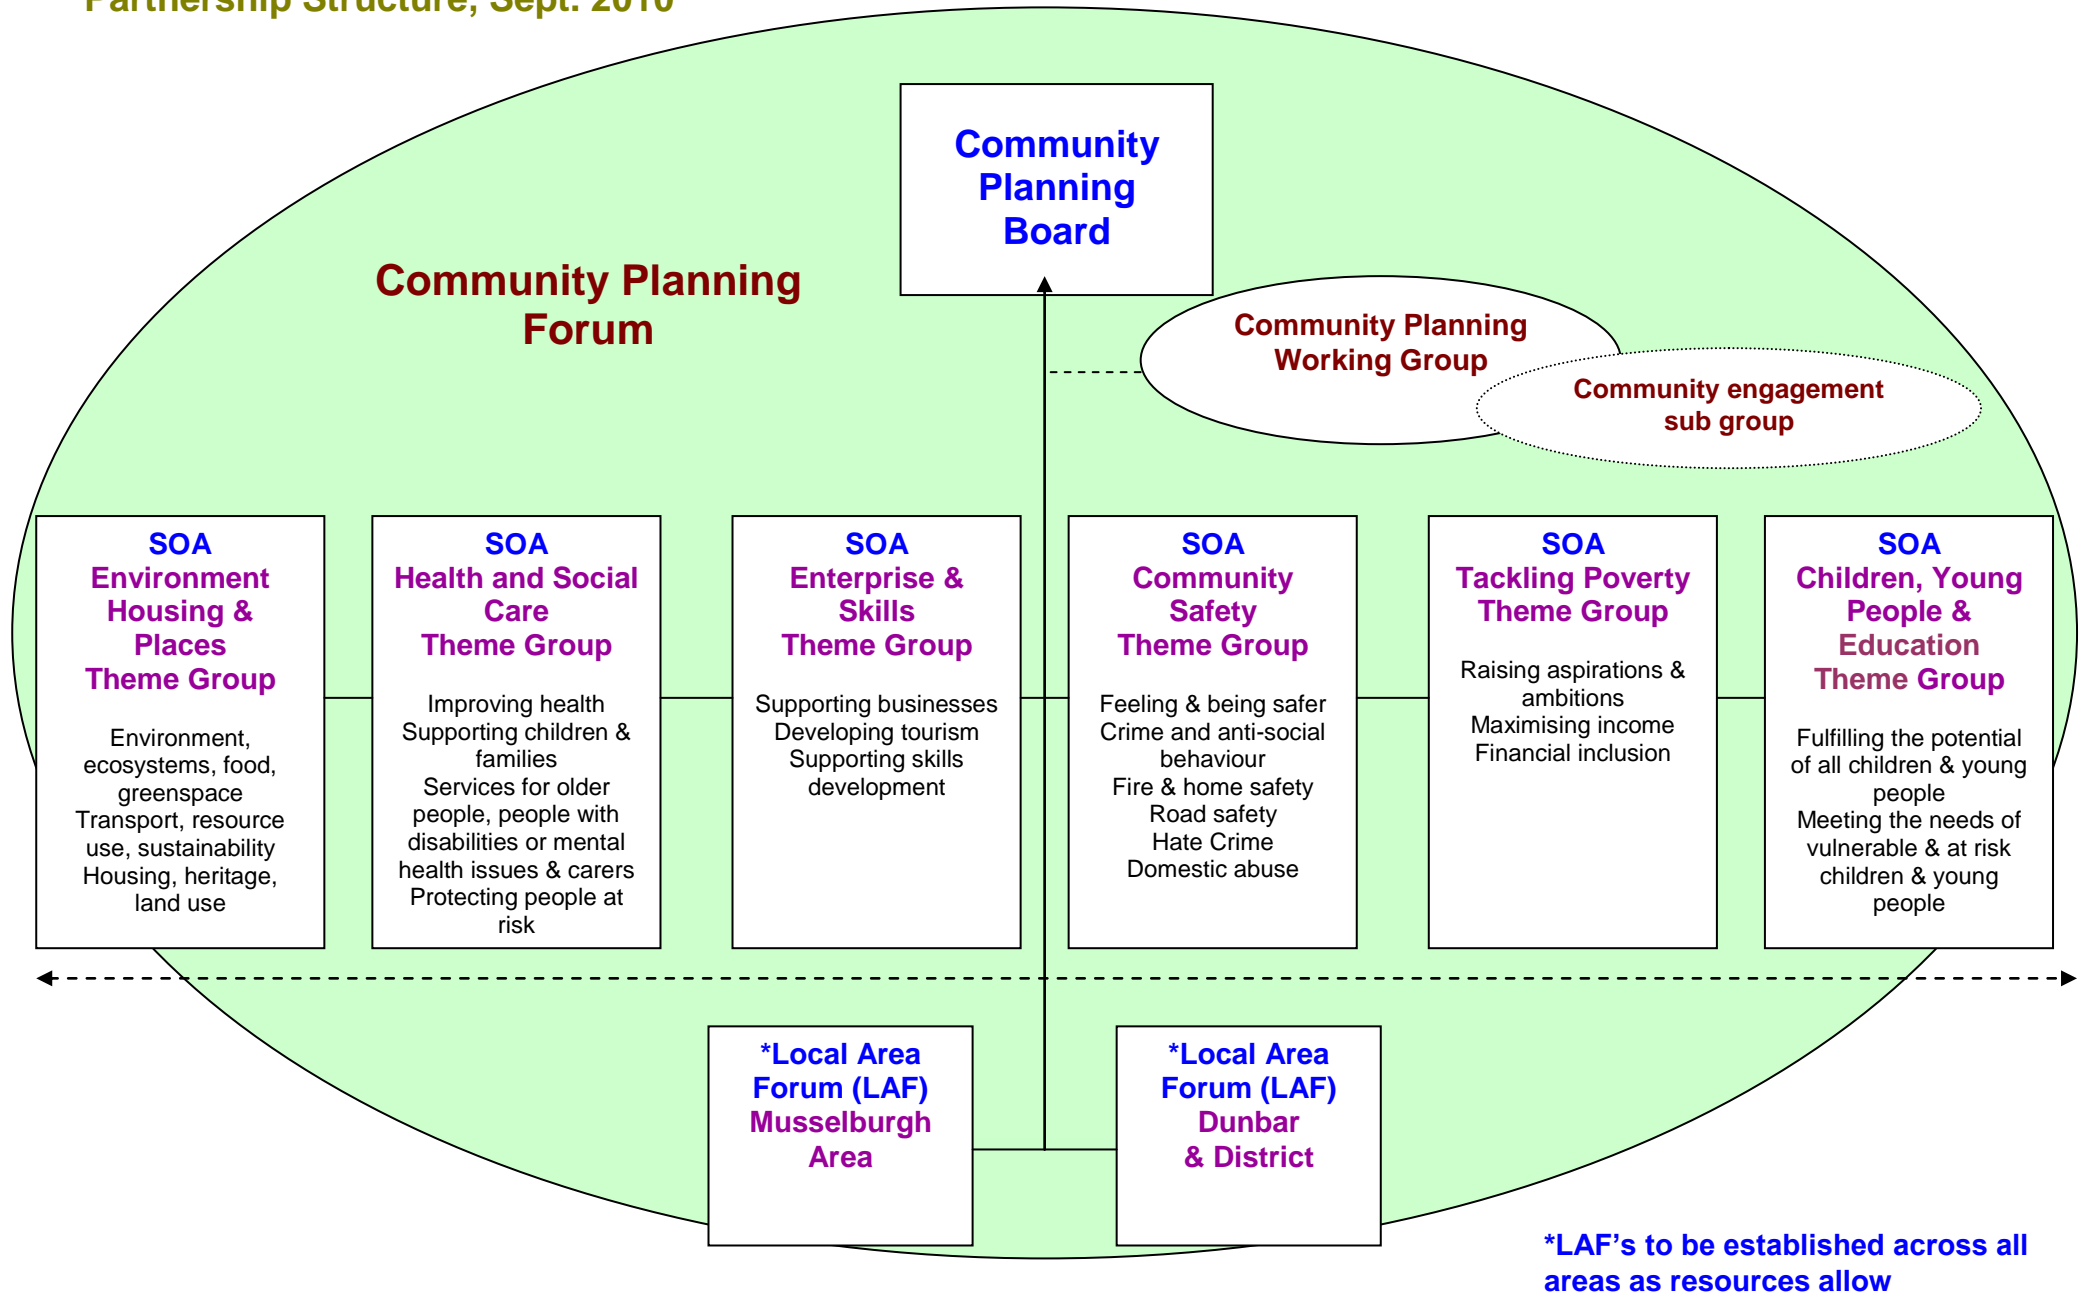 Partnership Structure, Sept. 2010
Community
Planning
Board
Community Planning
Forum
Community Planning
Working Group
Community engagement
sub group
SOA
Environment
Housing &
Places
Theme Group
Environment,
ecosystems, food,
greenspace
Transport, resource
use, sustainability
Housing, heritage,
land use
SOA
Health and Social
Care
Theme Group
Improving health
Supporting children &
families
Services for older
people, people with
disabilities or mental
health issues & carers
Protecting people at
risk
SOA
Enterprise &
Skills
Theme Group
Supporting businesses
Developing tourism
Supporting skills
development
SOA
Community
Safety
Theme Group
Feeling & being safer
Crime and anti-social
behaviour
Fire & home safety
Road safety
Hate Crime
Domestic abuse
SOA
Tackling Poverty
Theme Group
Raising aspirations &
ambitions
Maximising income
Financial inclusion
SOA
Children, Young
People &
Education
Theme Group
Fulfilling the potential
of all children & young
people
Meeting the needs of
vulnerable & at risk
children & young
people
*Local Area
Forum (LAF)
Musselburgh
Area
*Local Area
Forum (LAF)
Dunbar
& District
*LAF's to be established across all
areas as resources allow